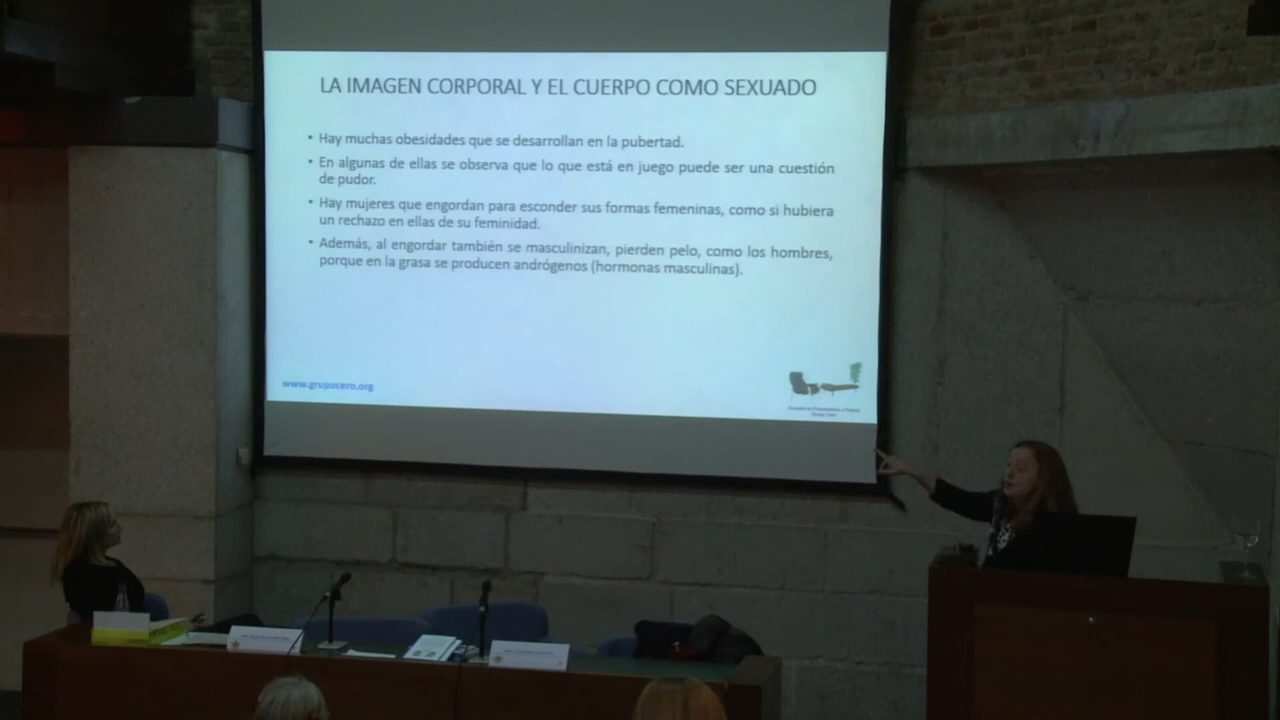 LA IMAGEN CORPORAL Y EL CUERPO COMO SEXUADO
• Hay muchas obesidades que se desarrollan en la pubertad.
• En algunas de ellas se observa que lo que está en juego puede ser una cuestión
de pudor.
• Hay mujeres que engordan para esconder sus formas femeninas, como si hubiera
un rechazo en ellas de su feminidad.
• Además, al engordar también se masculinizan, pierden pelo, como los hombres,
porque en la grasa se producen andrógenos (hormonas masculinas).
www.grupocero.org